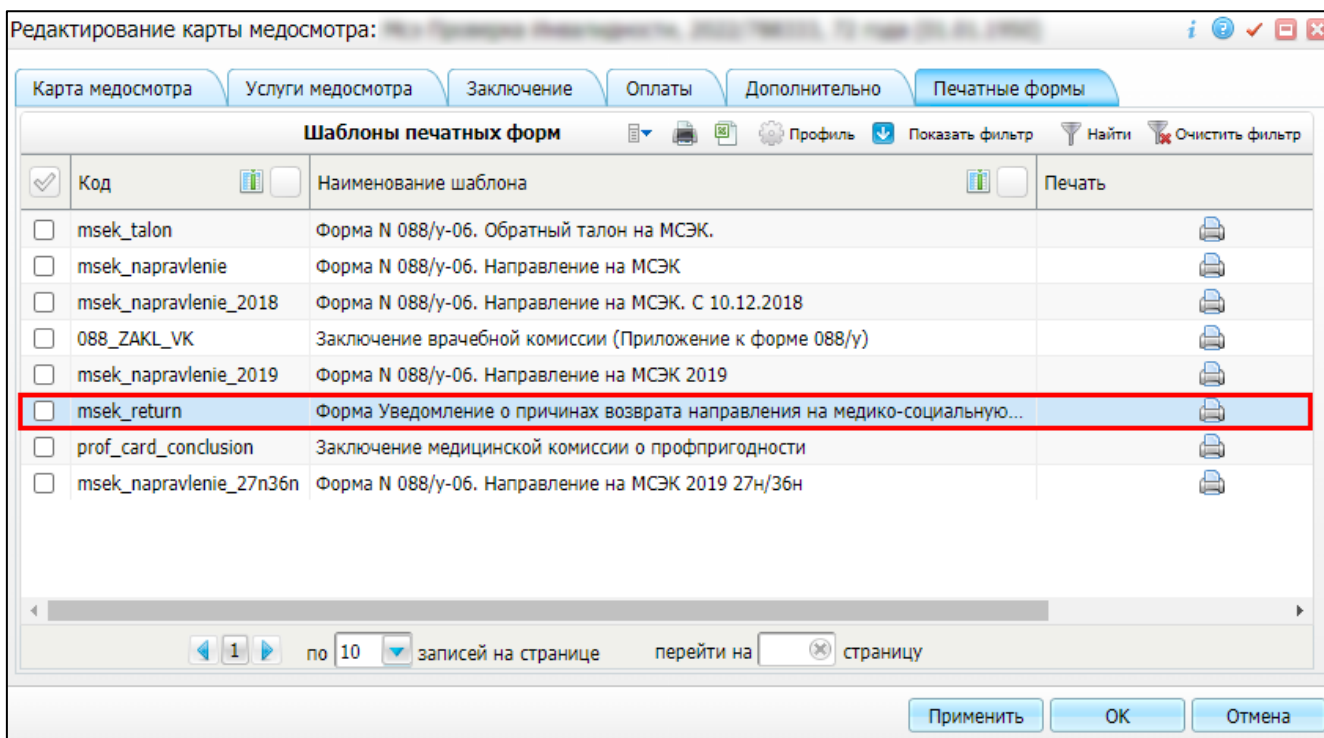 Редактирование карты медосмотра:
Карта медосмотра Услуги медосмотра Заключение Оплаты Дополнительно Печатные формы
Шаблоны печатных форм Профиль Показать фильтр Найти Очистить фильтр
Код Наименование шаблона Печать
msek_talon Форма N 088/у-06. Обратный талон на МСЭК.
msek_napravlenie Форма N 088/у-06. Направление на МСЭК
msek_napravlenie_2018 Форма N 088/у-06. Направление на МСЭК. С 10.12.2018
088_ZAKL_VK Заключение врачебной комиссии (Приложение к форме 088/у)
msek_napravlenie_2019 Форма N 088/у-06. Направление на МСЭК 2019
msek_return Форма Уведомление о причинах возврата направления на медико-социальную...
prof_card_conclusion Заключение медицинской комиссии о профпригодности
msek_napravlenie_27n36n Форма N 088/у-06. Направление на МСЭК 2019 27н/36н
1 по 10 записей на странице перейти на страницу
Применить ОК Отмена